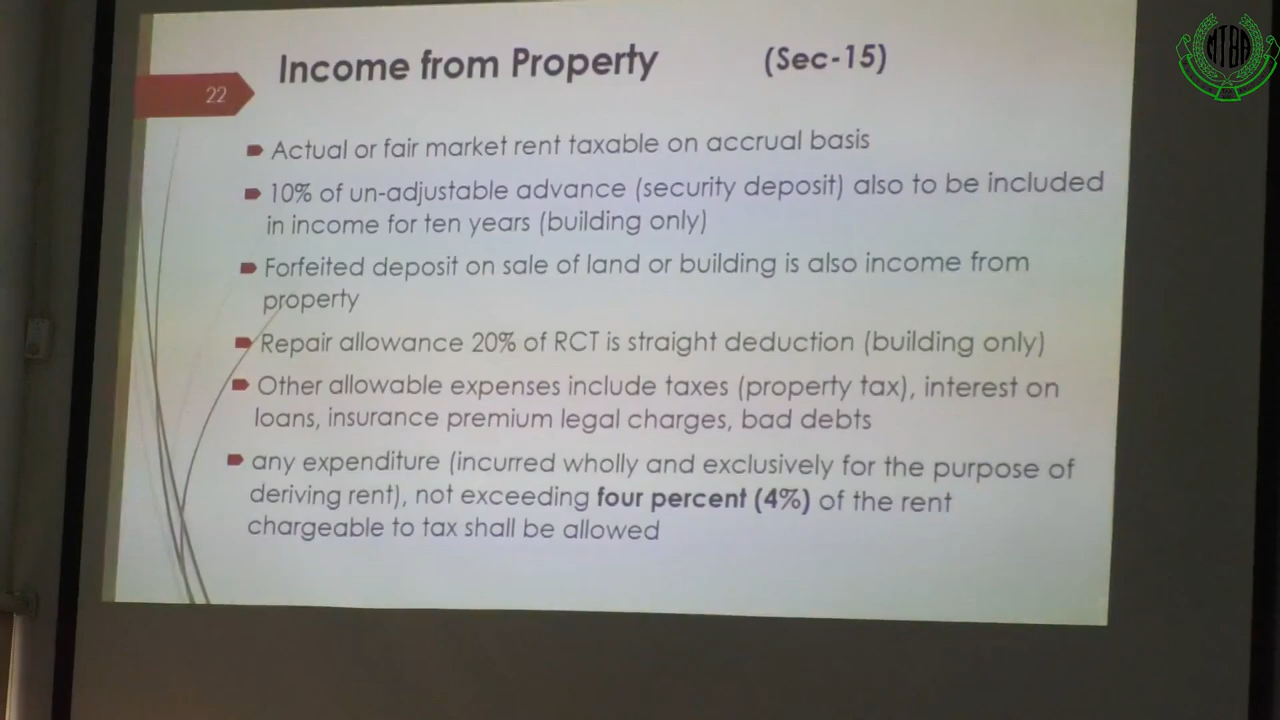 MTBA
Income from Property (Sec-15)
22
Actual or fair market rent taxable on accrual basis
10% of un-adjustable advance (security deposit) also to be included
in income for ten years (building only)
Forfeited deposit on sale of land or building is also income from
property
Repair allowance 20% of RCT is straight deduction (building only)
Other allowable expenses include taxes (property tax), interest on
loans, insurance premium legal charges, bad debts
any expenditure (incurred wholly and exclusively for the purpose of
deriving rent), not exceeding four percent (4%) of the rent
chargeable to tax shall be allowed